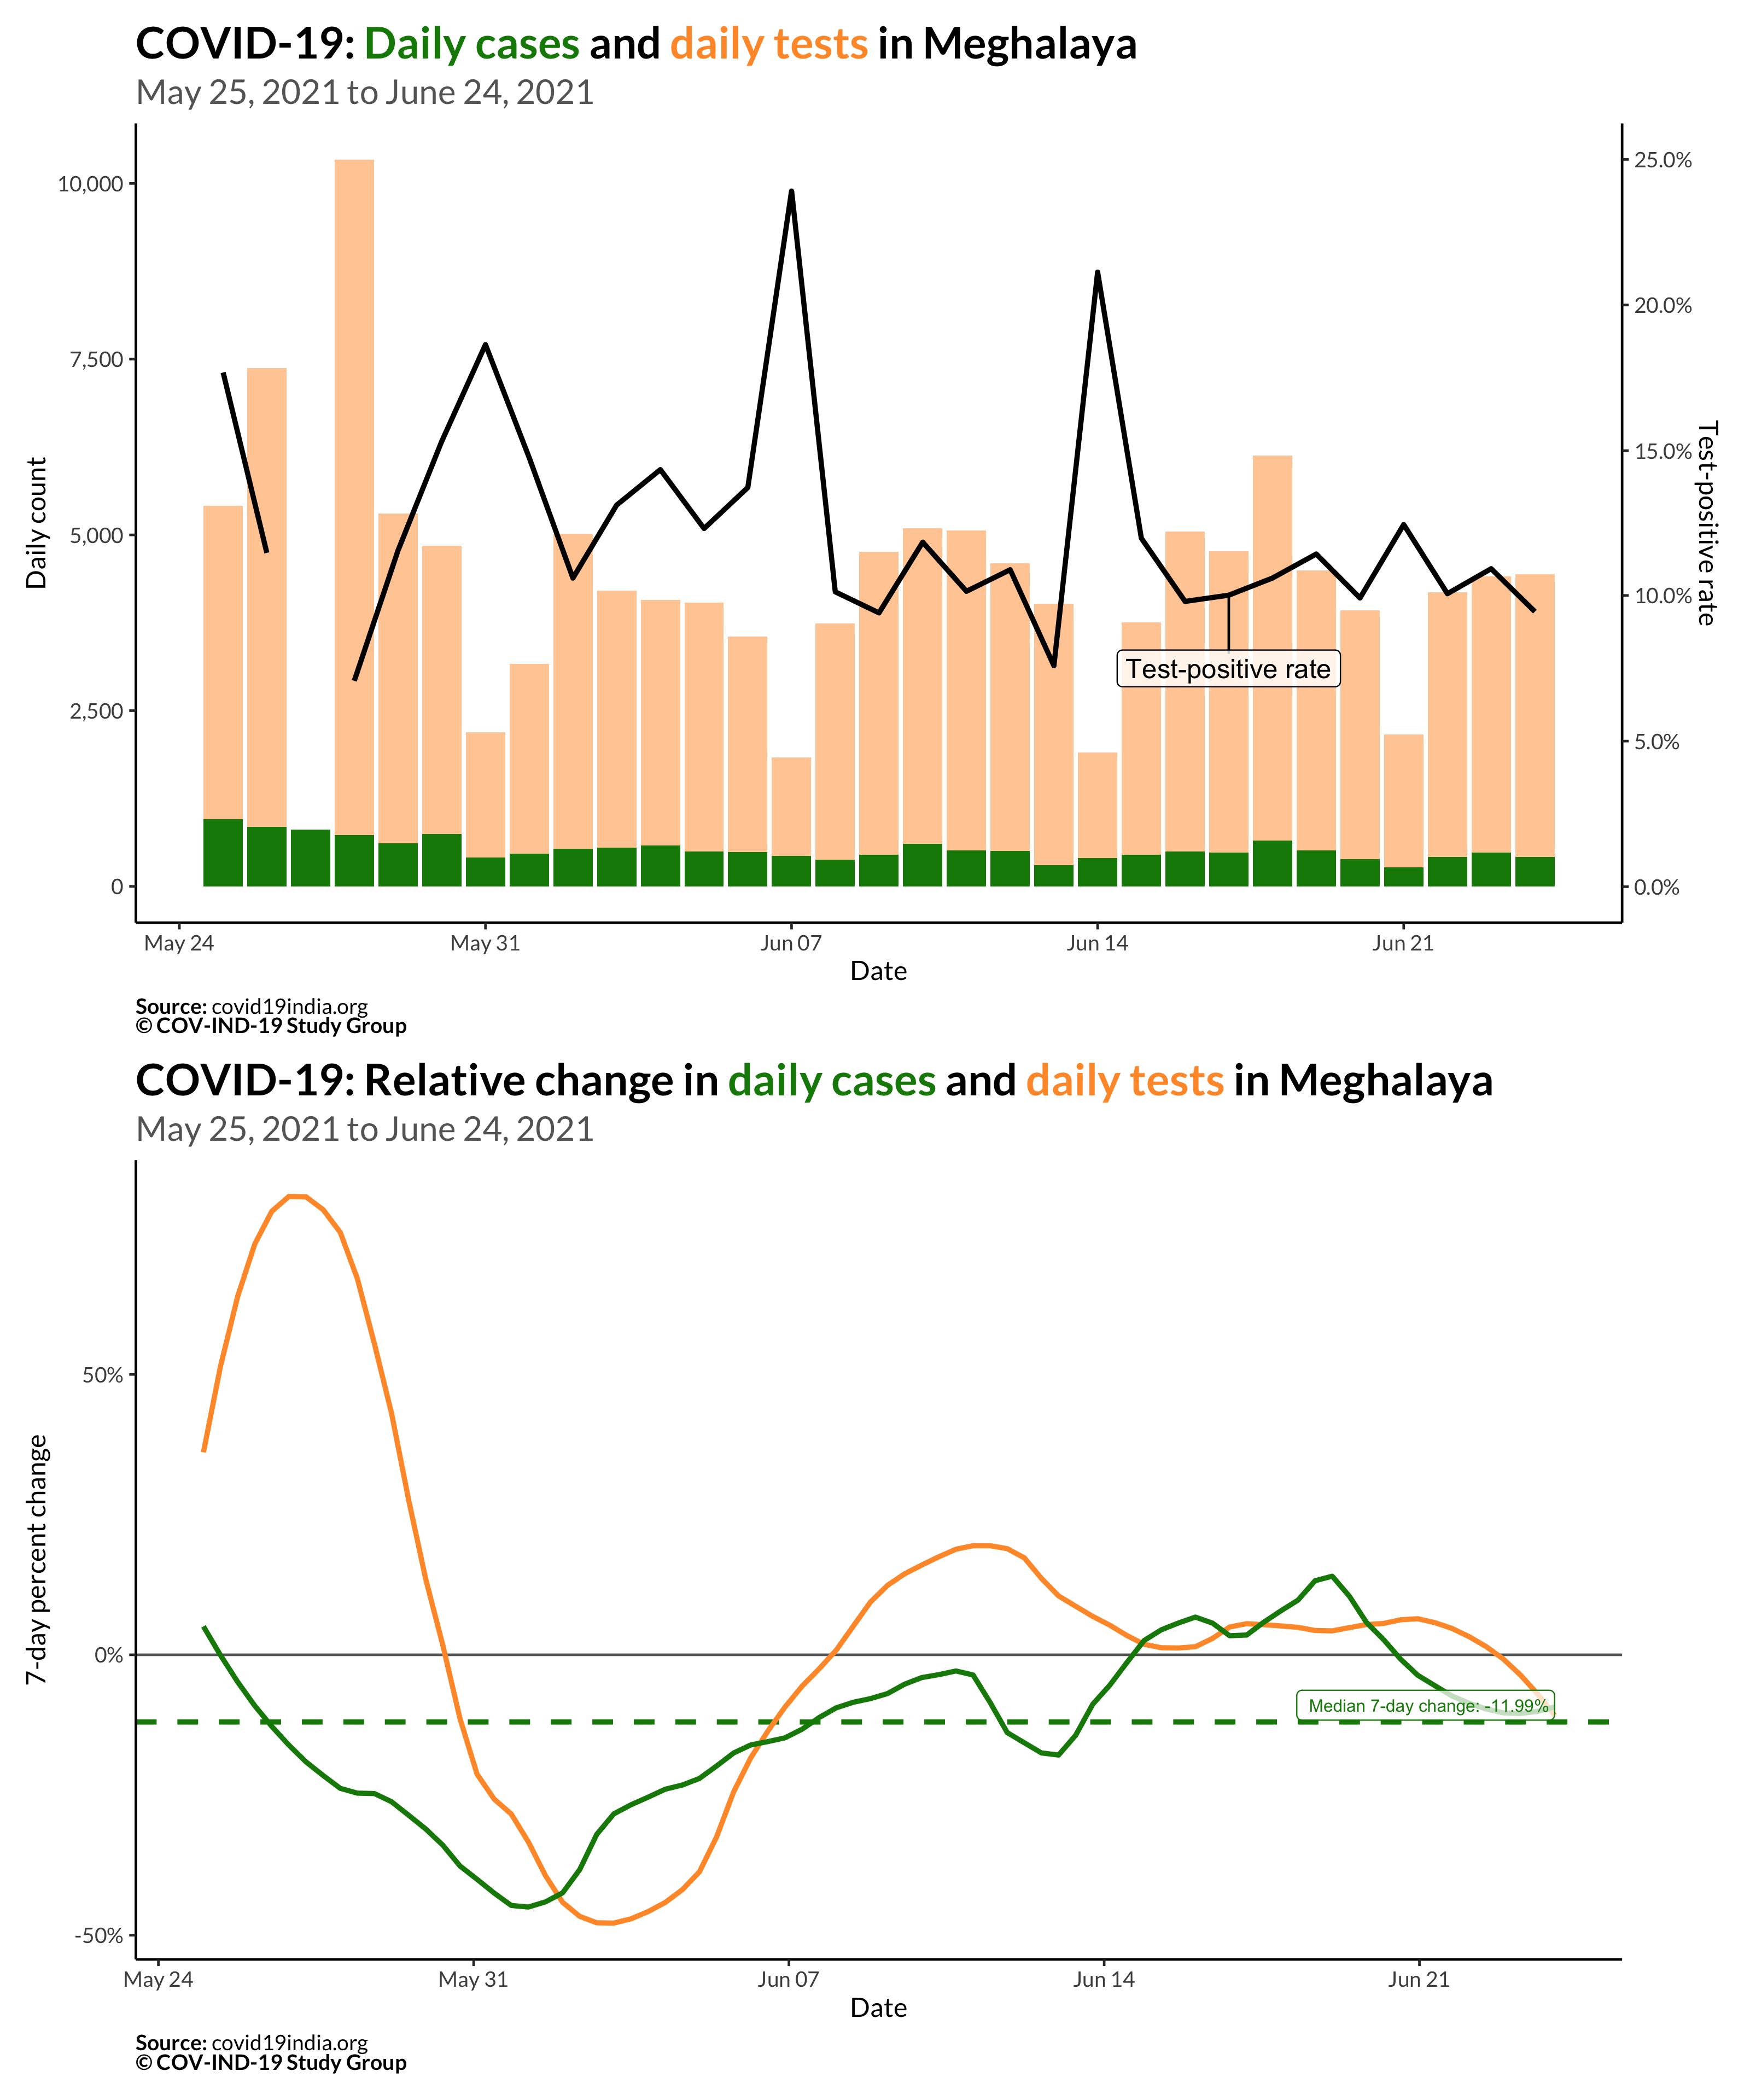 COVID-19: Daily cases and daily tests in Meghalaya
May 25, 2021 to June 24, 2021
10,000
7,500
5,000
2,500
0
Daily count
25.0%
20.0%
15.0%
10.0%
5.0%
0.0%
Test-positive rate
Test-positive rate
May 24
May 31
Jun 07
Jun 14
Jun 21
Date
Source: covid19india.org
© COV-IND-19 Study Group
COVID-19: Relative change in daily cases and daily tests in Meghalaya
May 25, 2021 to June 24, 2021
50%
0%
-50%
7-day percent change
Median 7-day change: -11.99%
May 24
May 31
Jun 07
Jun 14
Jun 21
Date
Source: covid19india.org
© COV-IND-19 Study Group